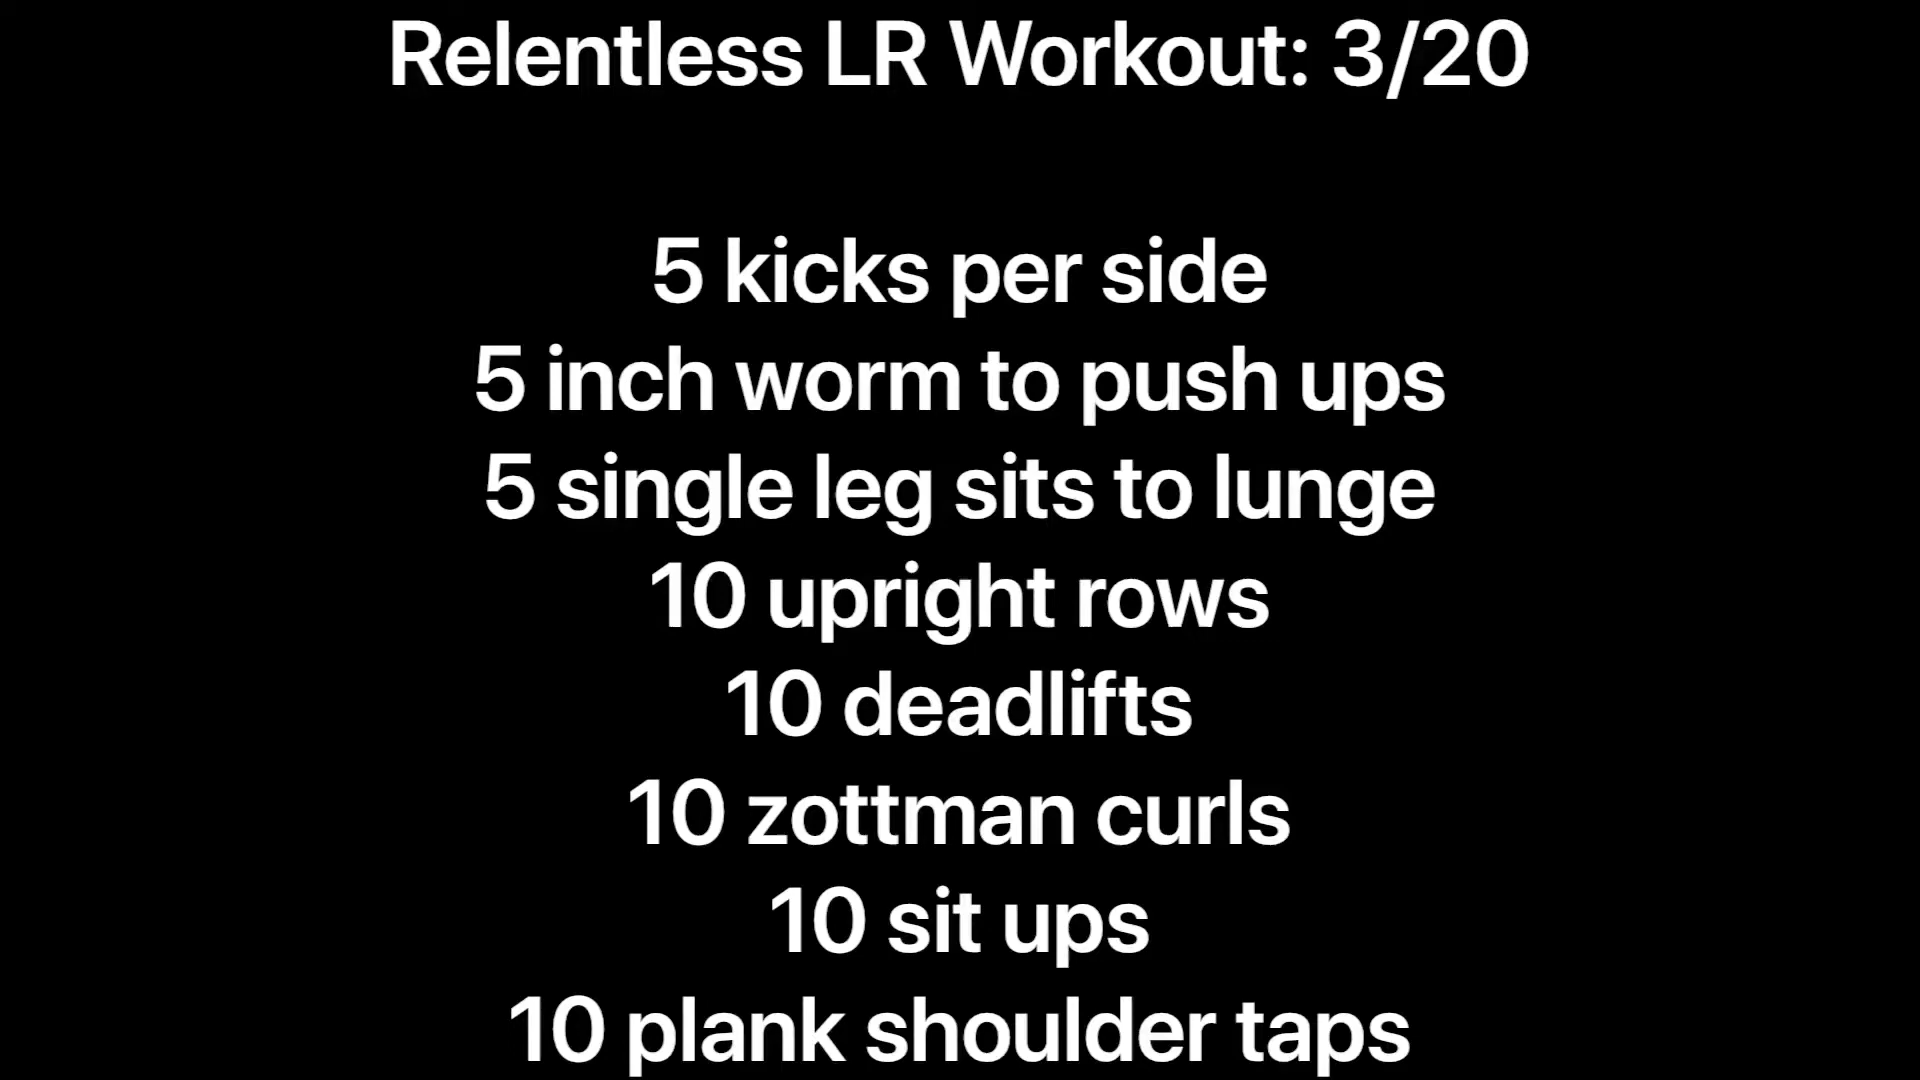 Relentless LR Workout: 3/20
5 kicks per side
5 inch worm to push ups
5 single leg sits to lunge
10 upright rows
10 deadlifts
10 zottman curls
10 sit ups
10 plank shoulder taps